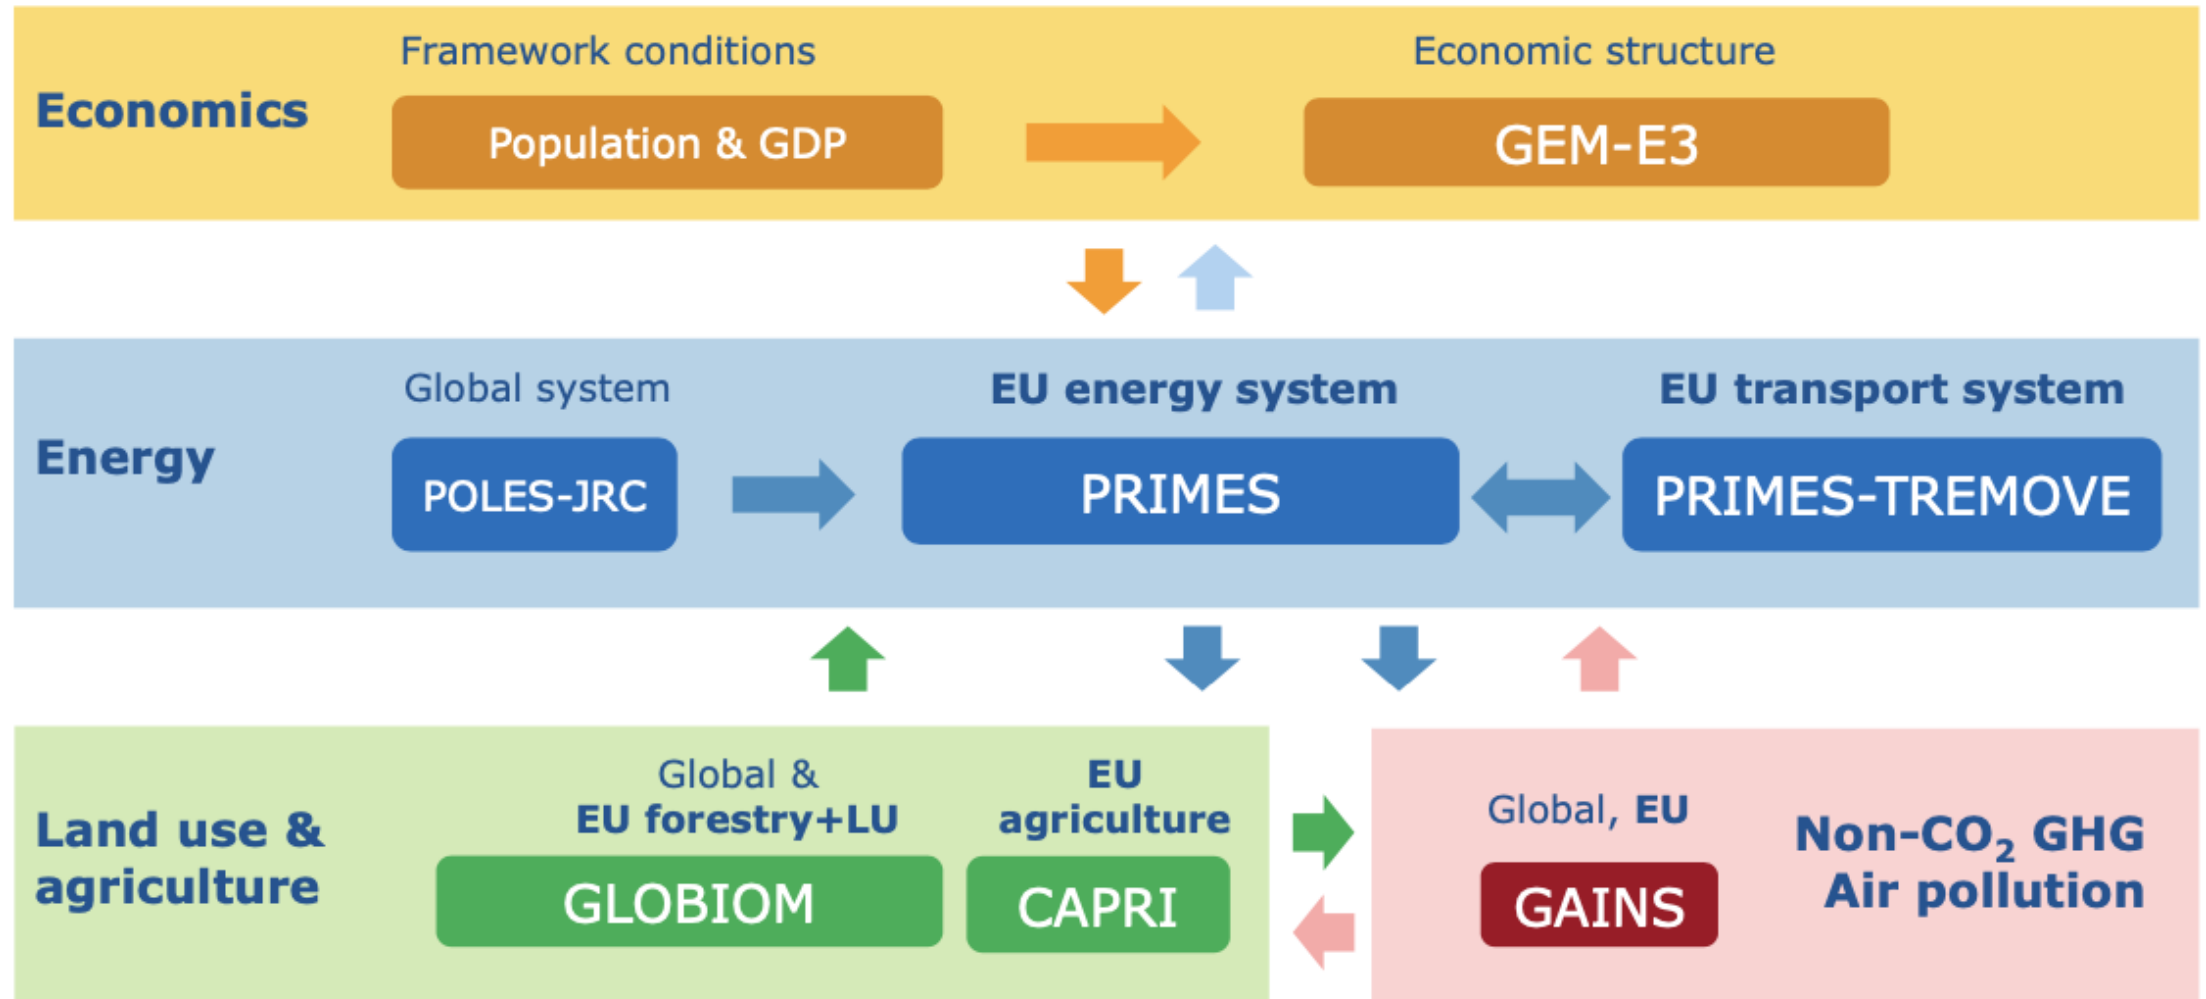 Economics
Framework conditions
Population & GDP
Economic structure
GEM-E3
Energy
Global system
POLES-JRC
EU energy system
PRIMES
EU transport system
PRIMES-TREMOVE
Land use &
agriculture
Global &
EU forestry+LU
GLOBIOM
EU
agriculture
CAPRI
Global, EU
GAINS
Non-CO₂ GHG
Air pollution